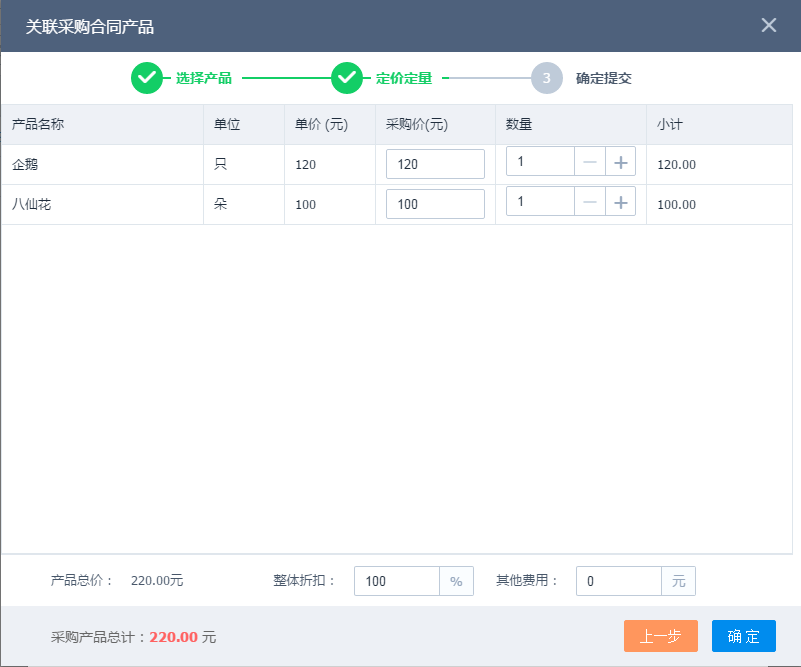 关联采购合同产品
选择产品 定价定量 3 确定提交
产品名称 单位 单价 (元) 采购价(元) 数量 小计
企鹅 只 120 120 1 120.00
八仙花 朵 100 100 1 100.00
产品总价： 220.00元 整体折扣： 100 % 其他费用： 0 元
采购产品总计：220.00 元 上一步 确定